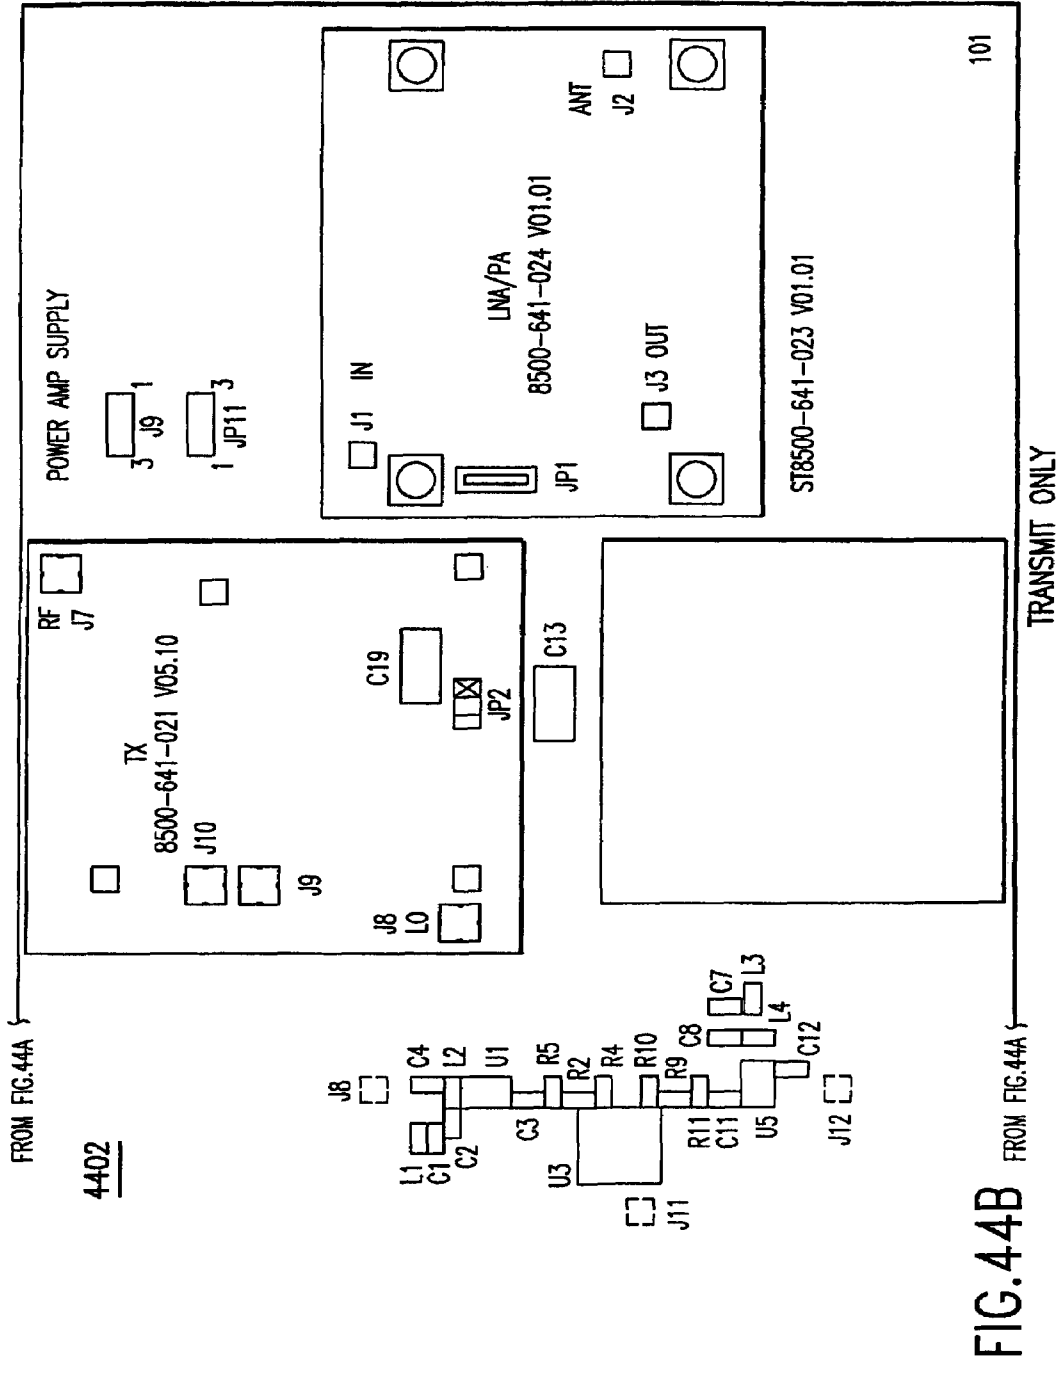 FROM FIG.44A
4402
POWER AMP SUPPLY
3
1
J9
1
3
JP11
RF
J7
TX
8500-641-021 V05.10
J10
J9
J8
LO
C19
JP2
C13
J1
IN
LNA/PA
8500-641-024 V01.01
JP1
J3 OUT
ANT
J2
ST8500-641-023 V01.01
101
J8
C4
L2
U1
R5
R2
R4
R10
R9
C8
C7
L3
L4
C12
L1
C1
C2
C3
U3
R11
C11
U5
J11
J12
FROM FIG.44A
TRANSMIT ONLY
FIG.44B